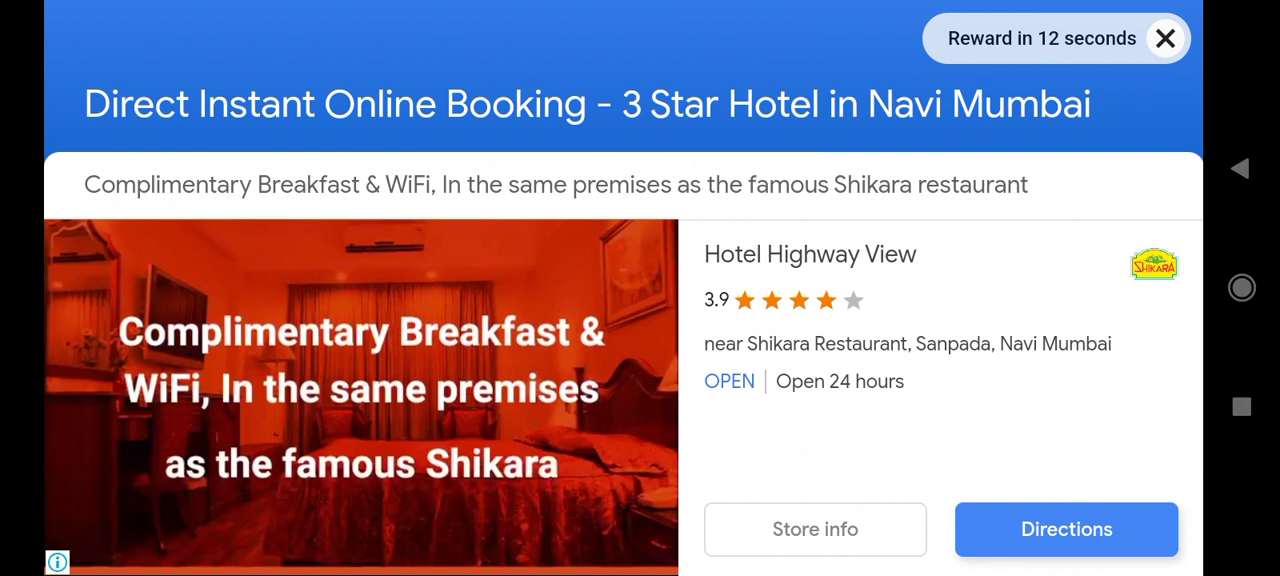 Reward in 12 seconds
Direct Instant Online Booking - 3 Star Hotel in Navi Mumbai
Complimentary Breakfast & WiFi, In the same premises as the famous Shikara restaurant
Complimentary Breakfast &
WiFi, In the same premises
as the famous Shikara
Hotel Highway View
SHIKARA
3.9
near Shikara Restaurant, Sanpada, Navi Mumbai
OPEN | Open 24 hours
Store info
Directions